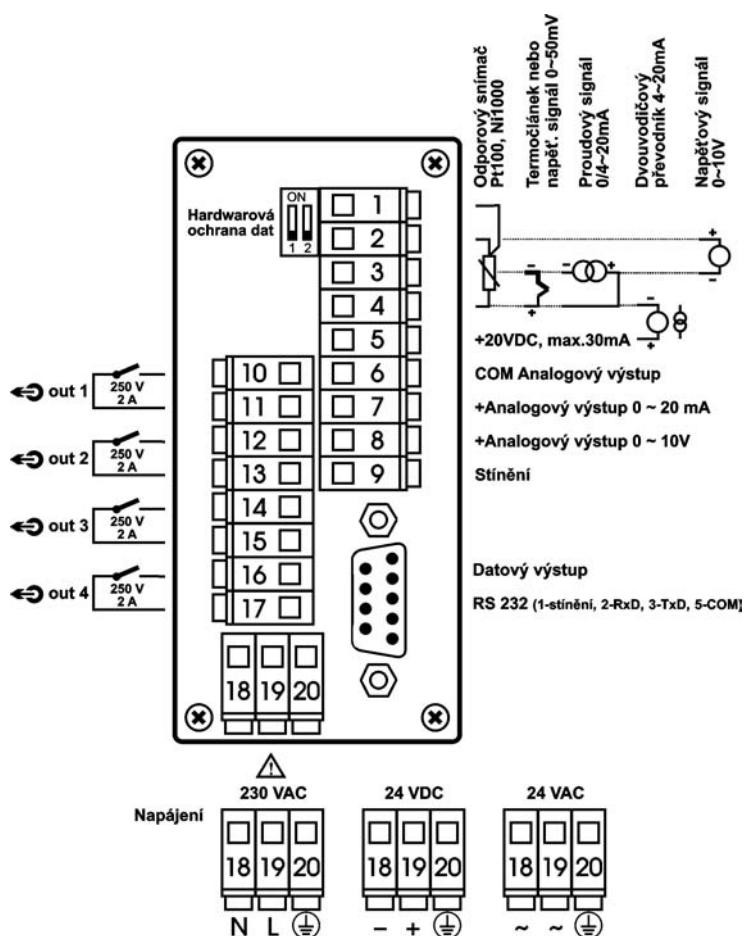 Odporový snímač
Pt100, Ni1000
Termočlánek nebo
napěť. signál 0~50mV
Proudový signál
0/4~20mA
Dvouvodičový
převodník 4~20mA
Napěťový signál
0~10V
Hardwarová
ochrana dat
ON
1 2
1
2
3
4
5
6
7
8
9
- + - +
+ -
- +
+20VDC, max.30mA
COM Analogový výstup
+Analogový výstup 0 ~ 20 mA
+Analogový výstup 0 ~ 10V
Stínění
out 1
250 V
2 A
out 2
250 V
2 A
out 3
250 V
2 A
out 4
250 V
2 A
10
11
12
13
14
15
16
17
Datový výstup
RS 232 (1-stínění, 2-RxD, 3-TxD, 5-COM)
18 19 20
Napájení
230 VAC
18 19 20
N L
24 VDC
18 19 20
- +
24 VAC
18 19 20
~ ~